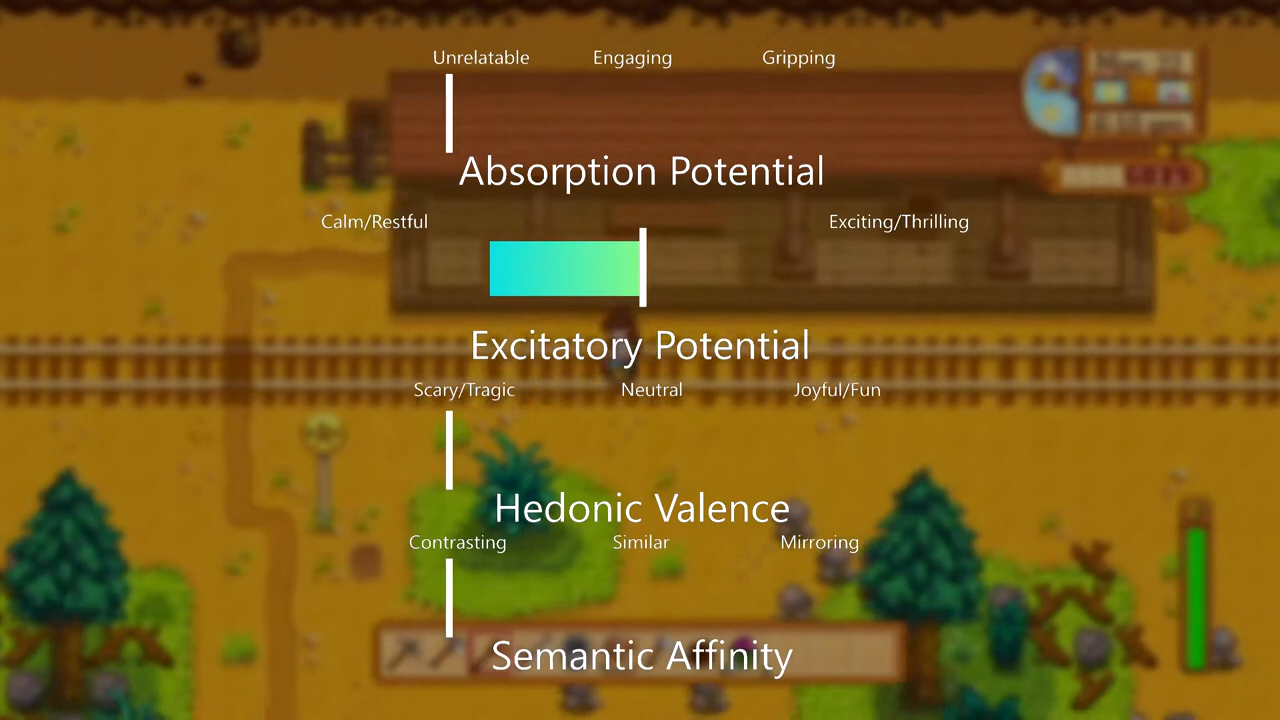 Unrelatable Engaging Gripping
Absorption Potential
Calm/Restful Exciting/Thrilling
Excitatory Potential
Scary/Tragic Neutral Joyful/Fun
Hedonic Valence
Contrasting Similar Mirroring
Semantic Affinity